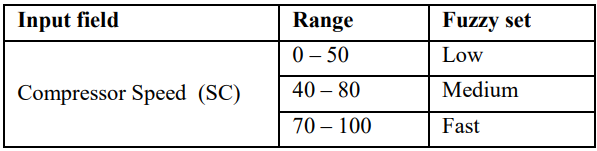 Input field Range Fuzzy set
0 – 50 Low
Compressor Speed (SC) 40 – 80 Medium
70 – 100 Fast